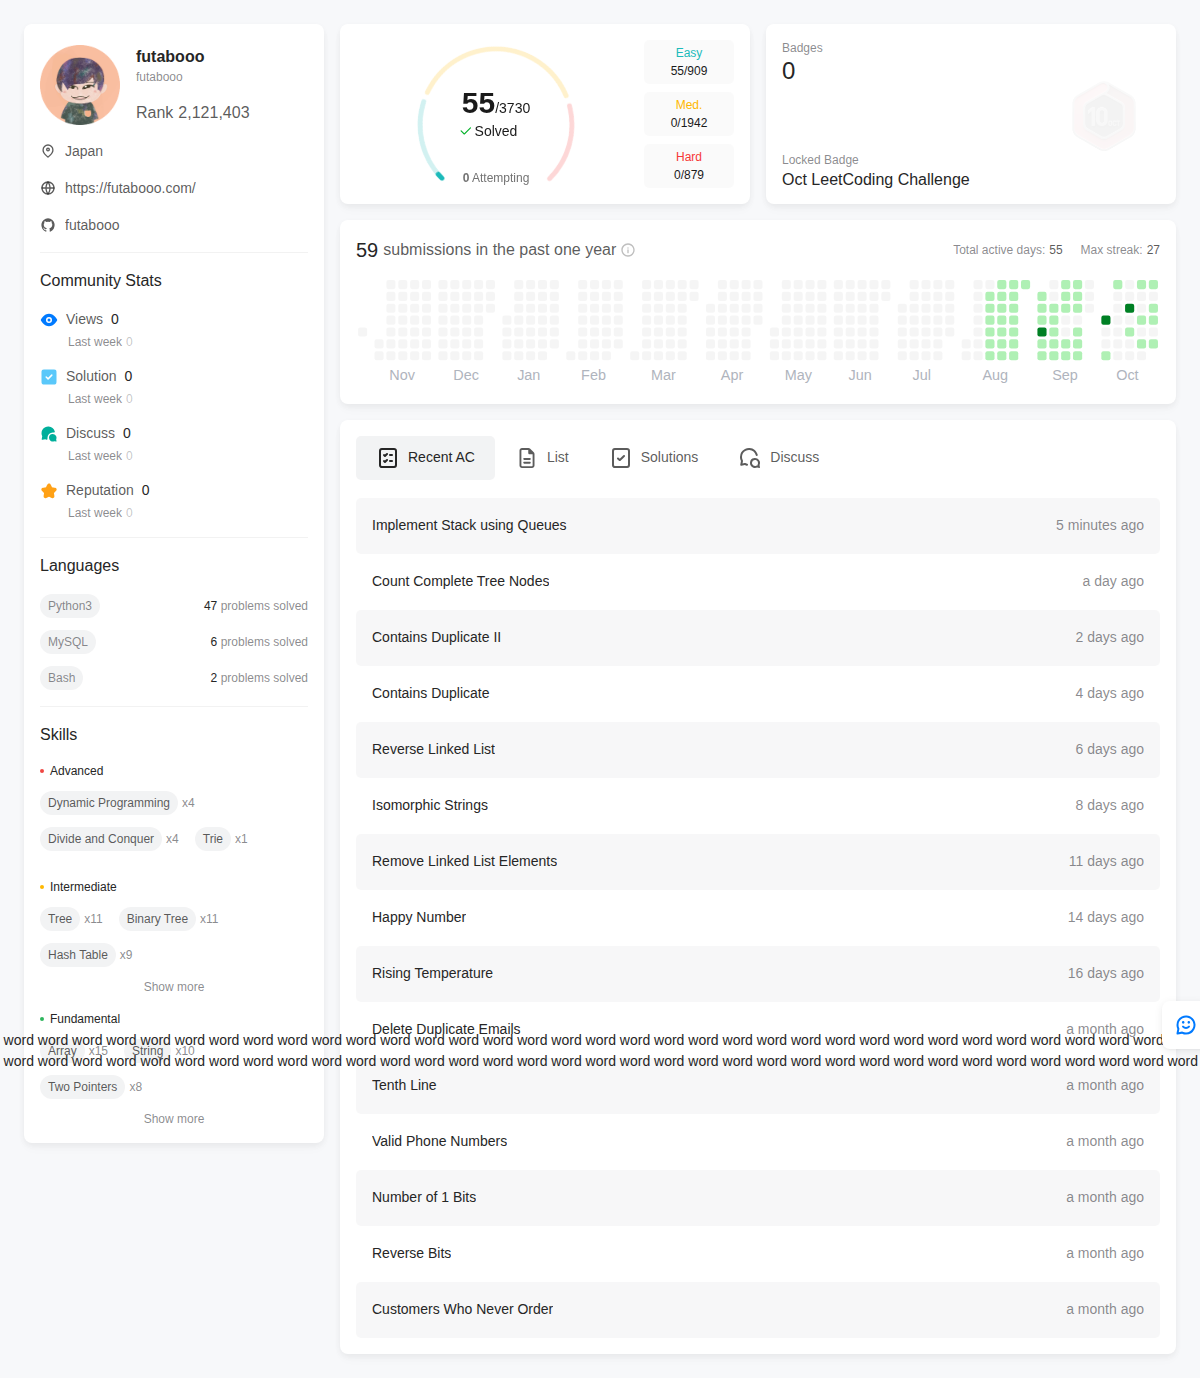 futabooo
futabooo
Rank 2,121,403
Japan
https://futabooo.com/
futabooo
Community Stats
Views 0
Last week 0
Solution 0
Last week 0
Discuss 0
Last week 0
Reputation 0
Last week 0
Languages
Python3 47 problems solved
MySQL 6 problems solved
Bash 2 problems solved
Skills
Advanced
Dynamic Programming x4
Divide and Conquer x4 Trie x1
Intermediate
Tree x11 Binary Tree x11
Hash Table x9
Show more
Fundamental
Array x15 String x10
Two Pointers x8
Show more
55/3730
Solved
0 Attempting
Easy
55/909
Med.
0/1942
Hard
0/879
Badges
0
Locked Badge
Oct LeetCoding Challenge
10
59 submissions in the past one year
Total active days: 55 Max streak: 27
Nov Dec Jan Feb Mar Apr May Jun Jul Aug Sep Oct
Recent AC List Solutions Discuss
Implement Stack using Queues 5 minutes ago
Count Complete Tree Nodes a day ago
Contains Duplicate II 2 days ago
Contains Duplicate 4 days ago
Reverse Linked List 6 days ago
Isomorphic Strings 8 days ago
Remove Linked List Elements 11 days ago
Happy Number 14 days ago
Rising Temperature 16 days ago
Delete Duplicate Emails a month ago
word word word word word word word word word word word word word word word word word word word word word word word word word word word word word word word word word word
word word word word word word word word word word word word word word word word word word word word word word word word word word word word word word word word word word word
Tenth Line a month ago
Valid Phone Numbers a month ago
Number of 1 Bits a month ago
Reverse Bits a month ago
Customers Who Never Order a month ago